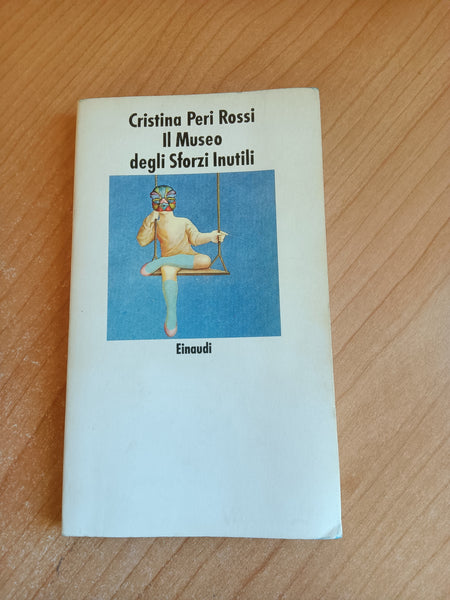 Cristina Peri Rossi
Il Museo
degli Sforzi Inutili
Einaudi